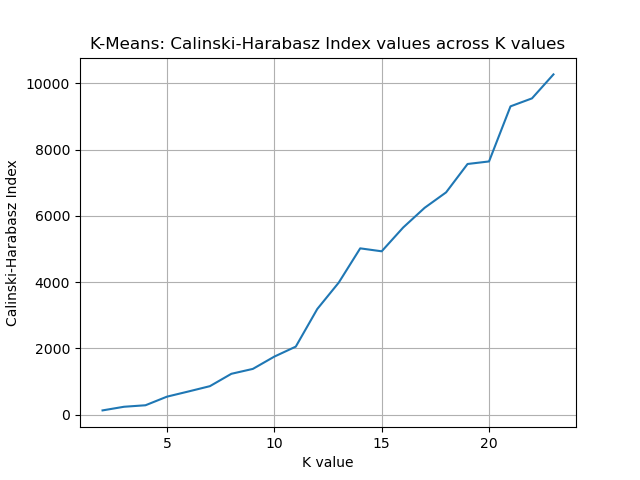 K-Means: Calinski-Harabasz Index values across K values
10000
8000
6000
4000
2000
0
Calinski-Harabasz Index
5 10 15 20
K value